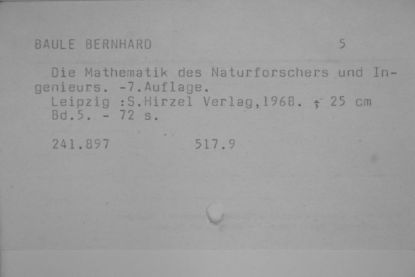 BAULE BERNHARD 5
Die Mathematik des Naturforschers und In-
genieurs. -7.Auflage.
Leipzig :S.Hirzel Verlag,1968. ; 25 cm
Bd.5. - 72 s.
241.897 517.9